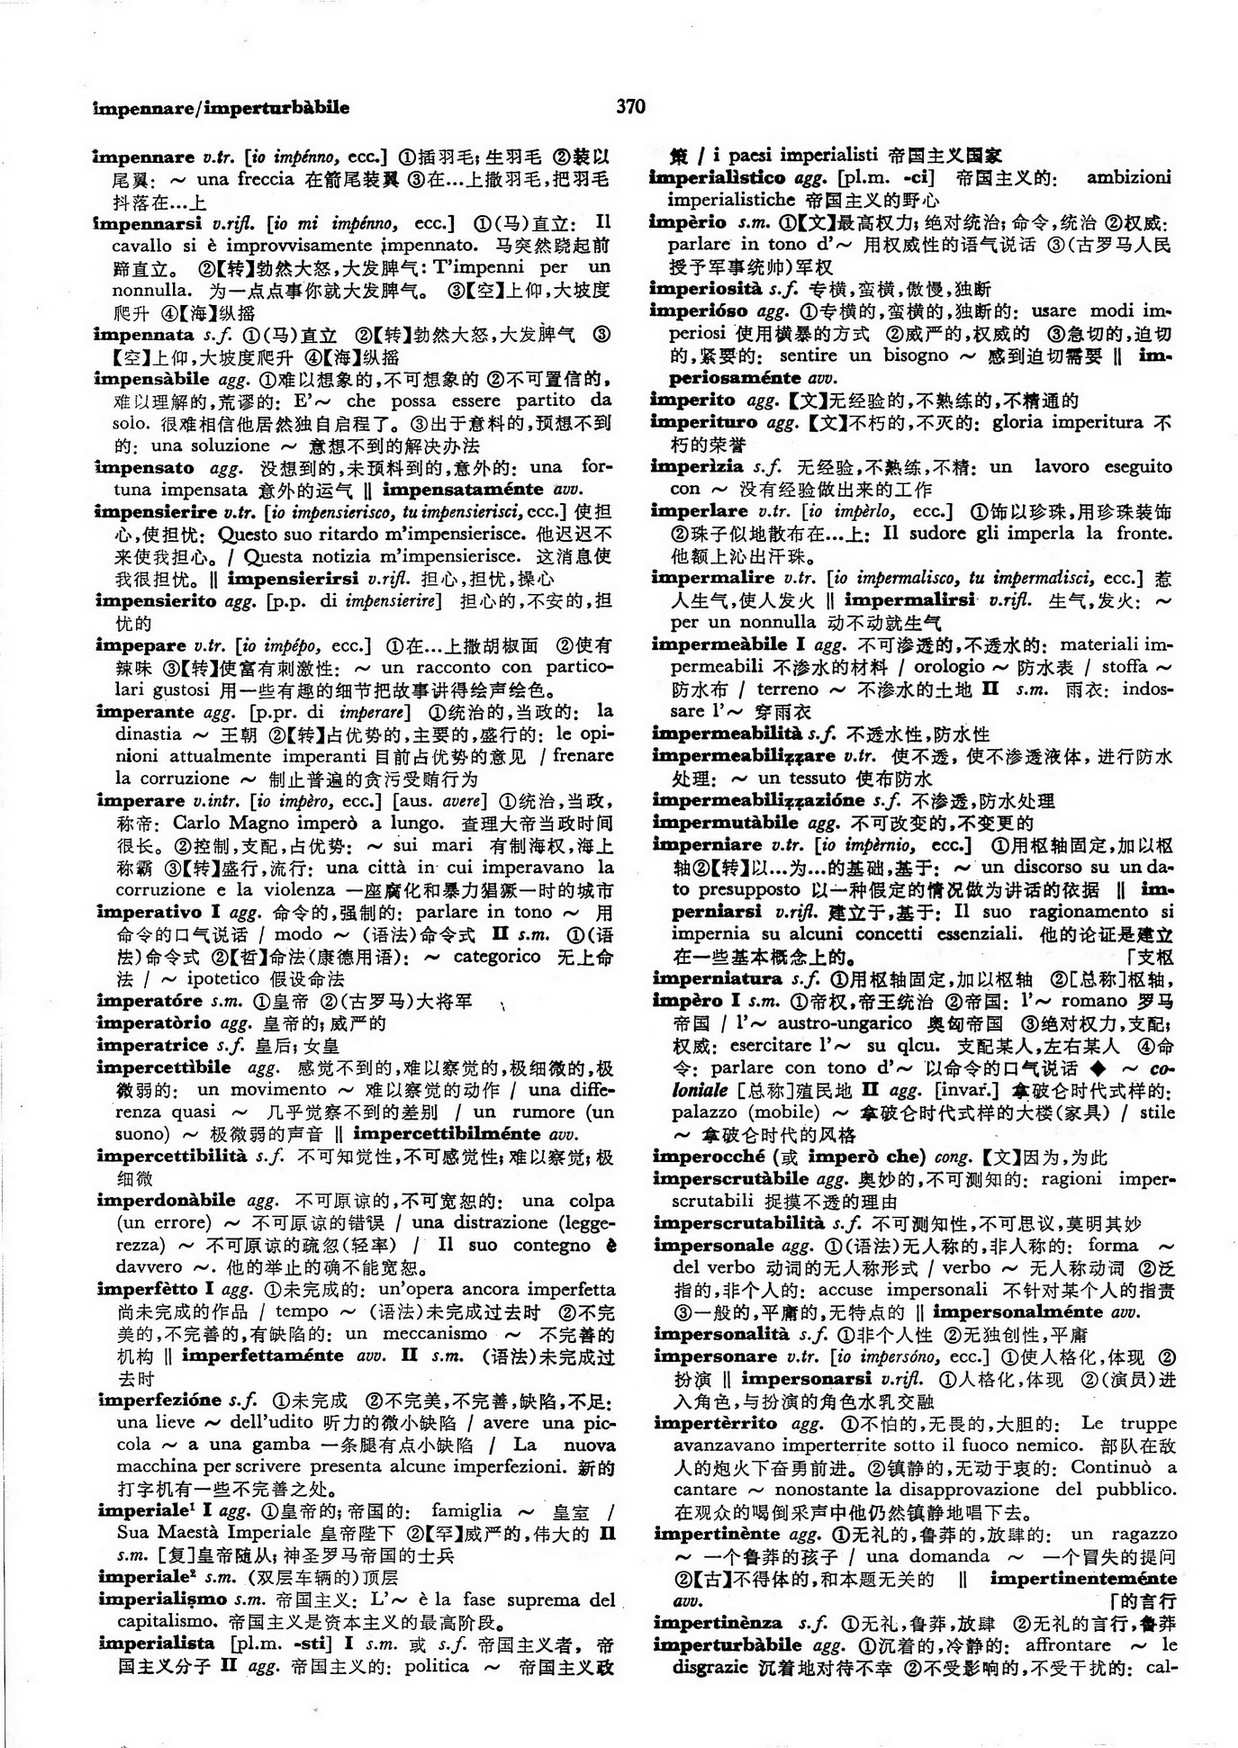 impennare/imperturbàbile
370
impennare v.tr. [io impénno, ecc.] ①插羽毛；生羽毛 ②装以
尾翼： ～ una freccia 在箭尾装翼 ③在…上撒羽毛，把羽毛
抖落在…上
impennarsi v.rifl. [io mi impénno, ecc.] ①(马)直立： Il
cavallo si è improvvisamente impennato. 马突然跷起前
蹄直立。 ②【转】勃然大怒，大发脾气：T'impenni per un
nonnulla. 为一点点事你就大发脾气。 ③【空】上仰，大坡度
爬升 ④【海】纵摇
impennata s.f. ①(马)直立 ②【转】勃然大怒，大发脾气 ③
【空】上仰，大坡度爬升 ④【海】纵摇
impensàbile agg. ①难以想象的，不可想象的 ②不可置信的，
难以理解的，荒谬的： E'～ che possa essere partito da
solo. 很难相信他居然独自启程了。③出于意料的，预想不到
的： una soluzione ～ 意想不到的解决办法
impensato agg. 没想到的，未预料到的，意外的： una for-
tuna impensata 意外的运气 ‖ impensataménte avv.
impensierire v.tr. [io impensierisco, tu impensierisci, ecc.] 使担
心，使担忧： Questo suo ritardo m'impensierisce. 他迟迟不
来使我担心。/ Questa notizia m'impensierisce. 这消息使
我很担忧。‖ impensierirsi v.rifl. 担心，担忧，操心
impensierito agg. [p.p. di impensierire] 担心的，不安的，担
忧的
impepare v.tr. [io impépo, ecc.] ①在…上撒胡椒面 ②使有
辣味 ③【转】使富有刺激性： ～ un racconto con partico-
lari gustosi 用一些有趣的细节把故事讲得绘声绘色。
imperante agg. [p.pr. di imperare] ①统治的，当政的： la
dinastia ～ 王朝 ②【转】占优势的，主要的，盛行的： le opi-
nioni attualmente imperanti 目前占优势的意见 / frenare
la corruzione ～ 制止普遍的贪污受贿行为
imperare v.intr. [io impèro, ecc.] [aus. avere] ①统治，当政，
称帝： Carlo Magno imperò a lungo. 查理大帝当政时间
很长。②控制，支配，占优势： ～ sui mari 有制海权，海上
称霸 ③【转】盛行，流行： una città in cui imperavano la
corruzione e la violenza 一座腐化和暴力猖獗一时的城市
imperativo I agg. 命令的，强制的： parlare in tono ～ 用
命令的口气说话 / modo ～ (语法)命令式 II s.m. ①(语
法)命令式 ②【哲】命法(康德用语)： ～ categorico 无上命
法 / ～ ipotetico 假设命法
imperatóre s.m. ①皇帝 ②(古罗马)大将军
imperatòrio agg. 皇帝的；威严的
imperatrice s.f. 皇后；女皇
impercettìbile agg. 感觉不到的，难以察觉的，极细微的，极
微弱的： un movimento ～ 难以察觉的动作 / una diffe-
renza quasi ～ 几乎觉察不到的差别 / un rumore (un
suono) ～ 极微弱的声音 ‖ impercettibilménte avv.
impercettibilità s.f. 不可知觉性，不可感觉性；难以察觉；极
细微
imperdonàbile agg. 不可原谅的，不可宽恕的： una colpa
(un errore) ～ 不可原谅的错误 / una distrazione (legge-
rezza) ～ 不可原谅的疏忽(轻率) / Il suo contegno è
davvero ～. 他的举止的确不能宽恕。
imperfètto I agg. ①未完成的： un'opera ancora imperfetta
尚未完成的作品 / tempo ～ (语法)未完成过去时 ②不完
美的，不完善的，有缺陷的： un meccanismo ～ 不完善的
机构 ‖ imperfettaménte avv. II s.m. (语法)未完成过
去时
imperfezióne s.f. ①未完成 ②不完美，不完善，缺陷，不足：
una lieve ～ dell'udito 听力的微小缺陷 / avere una pic-
cola ～ a una gamba 一条腿有点小缺陷 / La nuova
macchina per scrivere presenta alcune imperfezioni. 新的
打字机有一些不完善之处。
imperiale¹ I agg. ①皇帝的；帝国的： famiglia ～ 皇室 /
Sua Maestà Imperiale 皇帝陛下 ②【罕】威严的，伟大的 II
s.m. [复]皇帝随从；神圣罗马帝国的士兵
imperiale² s.m. (双层车辆的)顶层
imperialişmo s.m. 帝国主义： L'～ è la fase suprema del
capitalismo. 帝国主义是资本主义的最高阶段。
imperialista [pl.m. -sti] I s.m. 或 s.f. 帝国主义者， 帝
国主义分子 II agg. 帝国主义的： politica ～ 帝国主义政
策 / i paesi imperialisti 帝国主义国家
imperialìstico agg. [pl.m. -ci] 帝国主义的： ambizioni
imperialistiche 帝国主义的野心
impèrio s.m. ①【文】最高权力；绝对统治；命令，统治 ②权威：
parlare in tono d'～ 用权威性的语气说话 ③(古罗马人民
授予军事统帅)军权
imperiosità s.f. 专横，蛮横，傲慢，独断
imperióso agg. ①专横的，蛮横的，独断的： usare modi im-
periosi 使用横暴的方式 ②威严的，权威的 ③急切的，迫切
的，紧要的： sentire un bisogno ～ 感到迫切需要 ‖ im-
periosaménte avv.
imperito agg. 【文】无经验的，不熟练的，不精通的
imperituro agg. 【文】不朽的，不灭的： gloria imperitura 不
朽的荣誉
imperìzia s.f. 无经验，不熟练，不精： un lavoro eseguito
con ～ 没有经验做出来的工作
imperlare v.tr. [io impèrlo, ecc.] ①饰以珍珠，用珍珠装饰
②珠子似地散布在…上： Il sudore gli imperla la fronte.
他额上沁出汗珠。
impermalire v.tr. [io impermalisco, tu impermalisci, ecc.] 惹
人生气，使人发火 ‖ impermalirsi v.rifl. 生气，发火： ～
per un nonnulla 动不动就生气
impermeàbile I agg. 不可渗透的，不透水的： materiali im-
permeabili 不渗水的材料 / orologio ～ 防水表 / stoffa ～
防水布 / terreno ～ 不渗水的土地 II s.m. 雨衣： indos-
sare l'～ 穿雨衣
impermeabilità s.f. 不透水性，防水性
impermeabiliẓẓare v.tr. 使不透， 使不渗透液体，进行防水
处理： ～ un tessuto 使布防水
impermeabiliẓẓazióne s.f. 不渗透，防水处理
impermutàbile agg. 不可改变的，不变更的
imperniare v.tr. [io impèrnio, ecc.] ①用枢轴固定，加以枢
轴②【转】以…为…的基础，基于： ～ un discorso su un da-
to presupposto 以一种假定的情况做为讲话的依据 ‖ im-
perniarsi v.rifl. 建立于，基于： Il suo ragionamento si
impernia su alcuni concetti essenziali. 他的论证是建立
在一些基本概念上的。 「支枢
imperniatura s.f. ①用枢轴固定，加以枢轴 ②[总称]枢轴，
impèro I s.m. ①帝权，帝王统治 ②帝国： l'～ romano 罗马
帝国 / l'～ austro-ungarico 奥匈帝国 ③绝对权力，支配；
权威： esercitare l'～ su qlcu. 支配某人，左右某人 ④命
令： parlare con tono d'～ 以命令的口气说话 ◆ ～ co-
loniale [总称]殖民地 II agg. [invar.] 拿破仑时代式样的：
palazzo (mobile) ～ 拿破仑时代式样的大楼(家具) / stile
～ 拿破仑时代的风格
imperocché (或 imperò che) cong. 【文】因为，为此
imperscrutàbile agg. 奥妙的，不可测知的： ragioni imper-
scrutabili 捉摸不透的理由
imperscrutabilità s.f. 不可测知性，不可思议，莫明其妙
impersonale agg. ①(语法)无人称的，非人称的： forma ～
del verbo 动词的无人称形式 / verbo ～ 无人称动词 ②泛
指的，非个人的： accuse impersonali 不针对某个人的指责
③一般的，平庸的，无特点的 ‖ impersonalménte avv.
impersonalità s.f. ①非个人性 ②无独创性，平庸
impersonare v.tr. [io impersóno, ecc.] ①使人格化，体现 ②
扮演 ‖ impersonarsi v.rifl. ①人格化，体现 ②(演员)进
入角色，与扮演的角色水乳交融
impertèrrito agg. ①不怕的，无畏的，大胆的： Le truppe
avanzavano imperterrite sotto il fuoco nemico. 部队在敌
人的炮火下奋勇前进。②镇静的，无动于衷的： Continuò a
cantare ～ nonostante la disapprovazione del pubblico.
在观众的喝倒采声中他仍然镇静地唱下去。
impertinènte agg. ①无礼的，鲁莽的，放肆的： un ragazzo
～ 一个鲁莽的孩子 / una domanda ～ 一个冒失的提问
②【古】不得体的，和本题无关的 ‖ impertinenteménte
avv. 「的言行
impertinènza s.f. ①无礼，鲁莽，放肆 ②无礼的言行，鲁莽
imperturbàbile agg. ①沉着的，冷静的： affrontare ～ le
disgrazie 沉着地对待不幸 ②不受影响的，不受干扰的： cal-